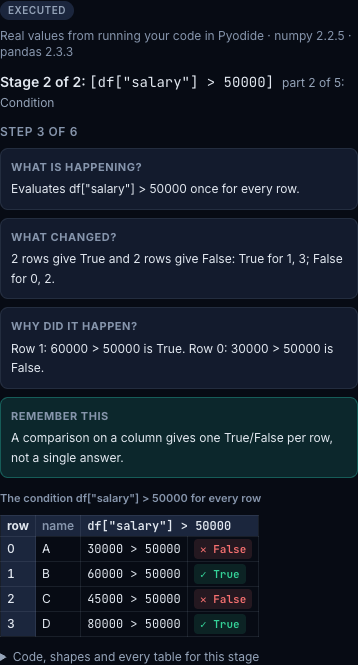 EXECUTED
Real values from running your code in Pyodide · numpy 2.2.5 ·
pandas 2.3.3
Stage 2 of 2: [df["salary"] > 50000] part 2 of 5:
Condition
STEP 3 OF 6
WHAT IS HAPPENING?
Evaluates df["salary"] > 50000 once for every row.
WHAT CHANGED?
2 rows give True and 2 rows give False: True for 1, 3; False
for 0, 2.
WHY DID IT HAPPEN?
Row 1: 60000 > 50000 is True. Row 0: 30000 > 50000 is
False.
REMEMBER THIS
A comparison on a column gives one True/False per row,
not a single answer.
The condition df["salary"] > 50000 for every row
row name df["salary"] > 50000
0 A 30000 > 50000 × False
1 B 60000 > 50000 ✓ True
2 C 45000 > 50000 × False
3 D 80000 > 50000 ✓ True
▶ Code, shapes and every table for this stage